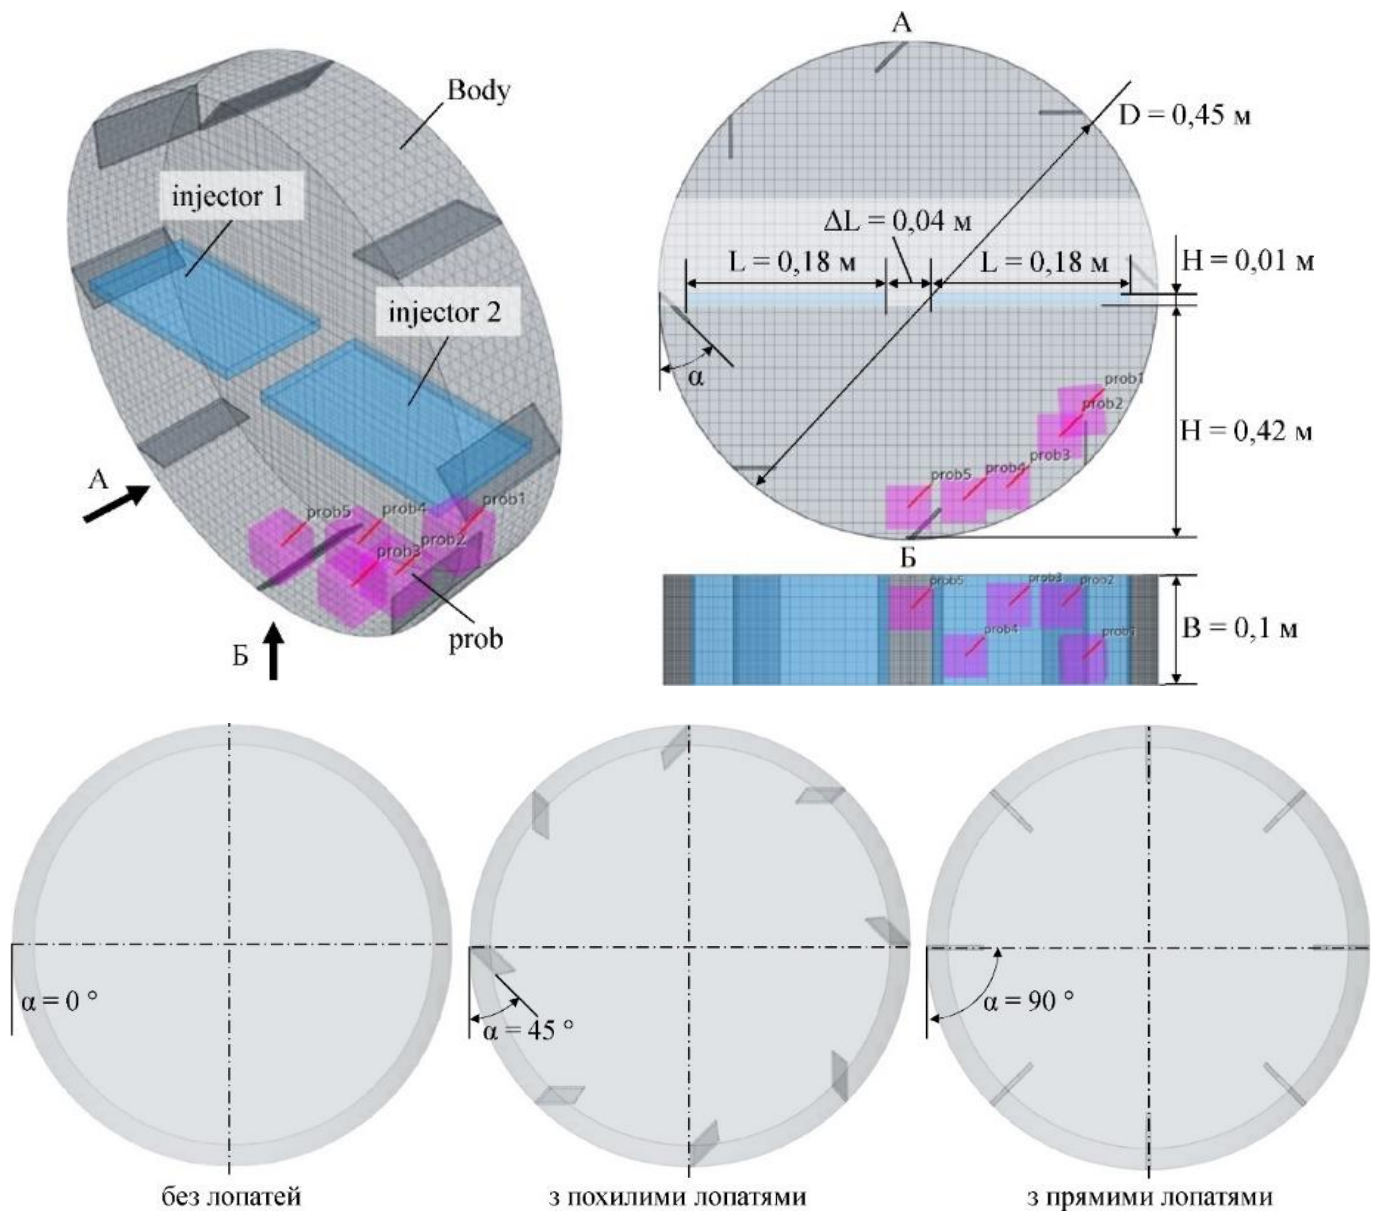 Body
injector 1
injector 2
prob5
prob4
prob1
prob3
prob2
prob
А
Б
А
D = 0,45 м
ΔL = 0,04 м
L = 0,18 м
L = 0,18 м
H = 0,01 м
α
prob1
prob2
prob3
prob4
prob5
H = 0,42 м
Б
prob5
prob3
prob2
prob4
prob1
B = 0,1 м
α = 0 °
α = 45 °
α = 90 °
без лопатей
з похилими лопатями
з прямими лопатями